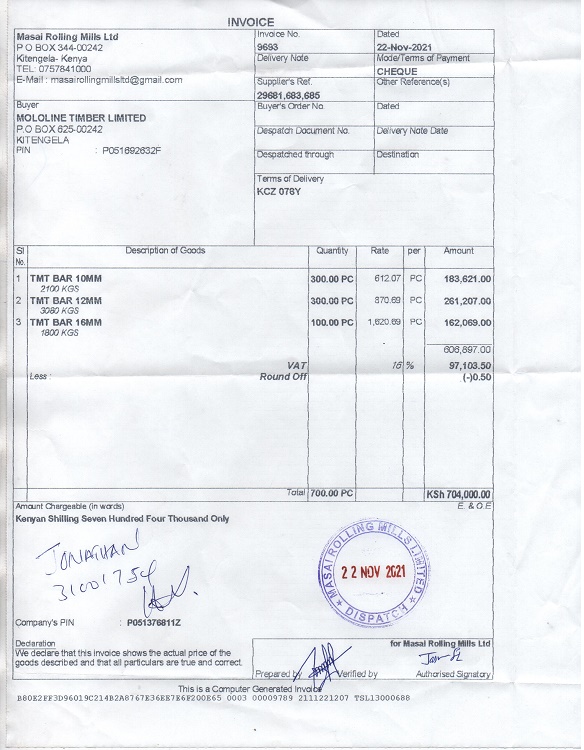 INVOICE
Masai Rolling Mills Ltd
P O BOX 344-00242
Kitengela- Kenya
TEL: 0757841000
E-Mail : masairollingmillsltd@gmail.com
Invoice No.
9693
Dated
22-Nov-2021
Delivery Note
Mode/Terms of Payment
CHEQUE
Supplier's Ref.
29681,683,685
Other Reference(s)
Buyer
MOLOLINE TIMBER LIMITED
P.O BOX 625-00242
KITENGELA
PIN : P051692632F
Buyer's Order No.
Dated
Despatch Document No.
Delivery Note Date
Despatched through
Destination
Terms of Delivery
KCZ 078Y
Sl No. Description of Goods Quantity Rate per Amount
1 TMT BAR 10MM 300.00 PC 612.07 PC 183,621.00
2100 KGS
2 TMT BAR 12MM 300.00 PC 870.69 PC 261,207.00
3080 KGS
3 TMT BAR 16MM 100.00 PC 1,620.69 PC 162,069.00
1800 KGS
606,897.00
VAT 16 % 97,103.50
Less : Round Off (-)0.50
Total 700.00 PC KSh 704,000.00
Amount Chargeable (in words) E. & O.E
Kenyan Shilling Seven Hundred Four Thousand Only
JONATHAN
31001754
MASAI ROLLING MILLS LIMITED
22 NOV 2021
DISPATCH
Company's PIN : P051376811Z
Declaration
We declare that this invoice shows the actual price of the
goods described and that all particulars are true and correct.
for Masai Rolling Mills Ltd
Prepared by Verified by Authorised Signatory
This is a Computer Generated Invoice
B80E2FF3D96019C214B2A8767E36EE7E6F200E65 0003 00009789 2111221207 TSL13000688